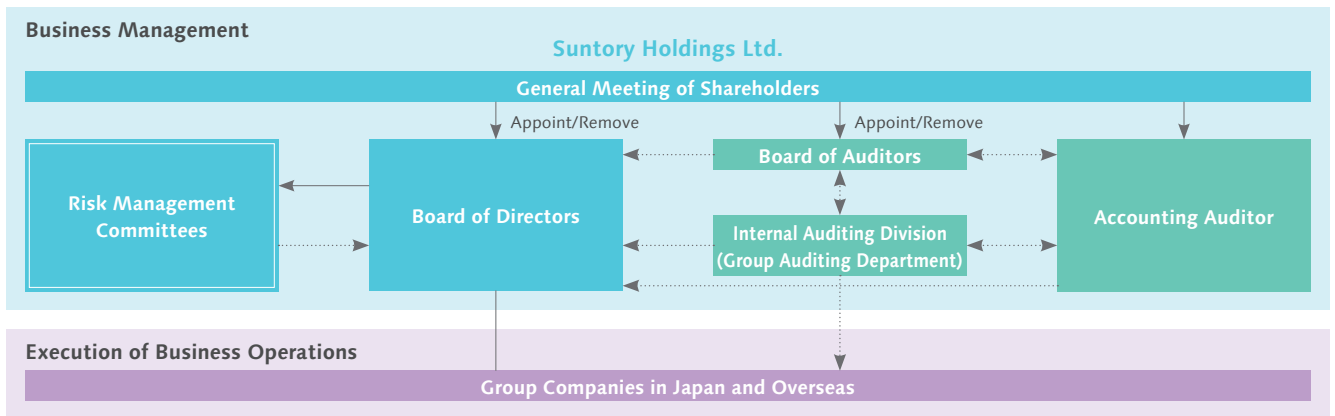 Business Management
Suntory Holdings Ltd.
General Meeting of Shareholders
Appoint/Remove
Appoint/Remove
Risk Management
Committees
Board of Directors
Board of Auditors
Internal Auditing Division
(Group Auditing Department)
Accounting Auditor
Execution of Business Operations
Group Companies in Japan and Overseas